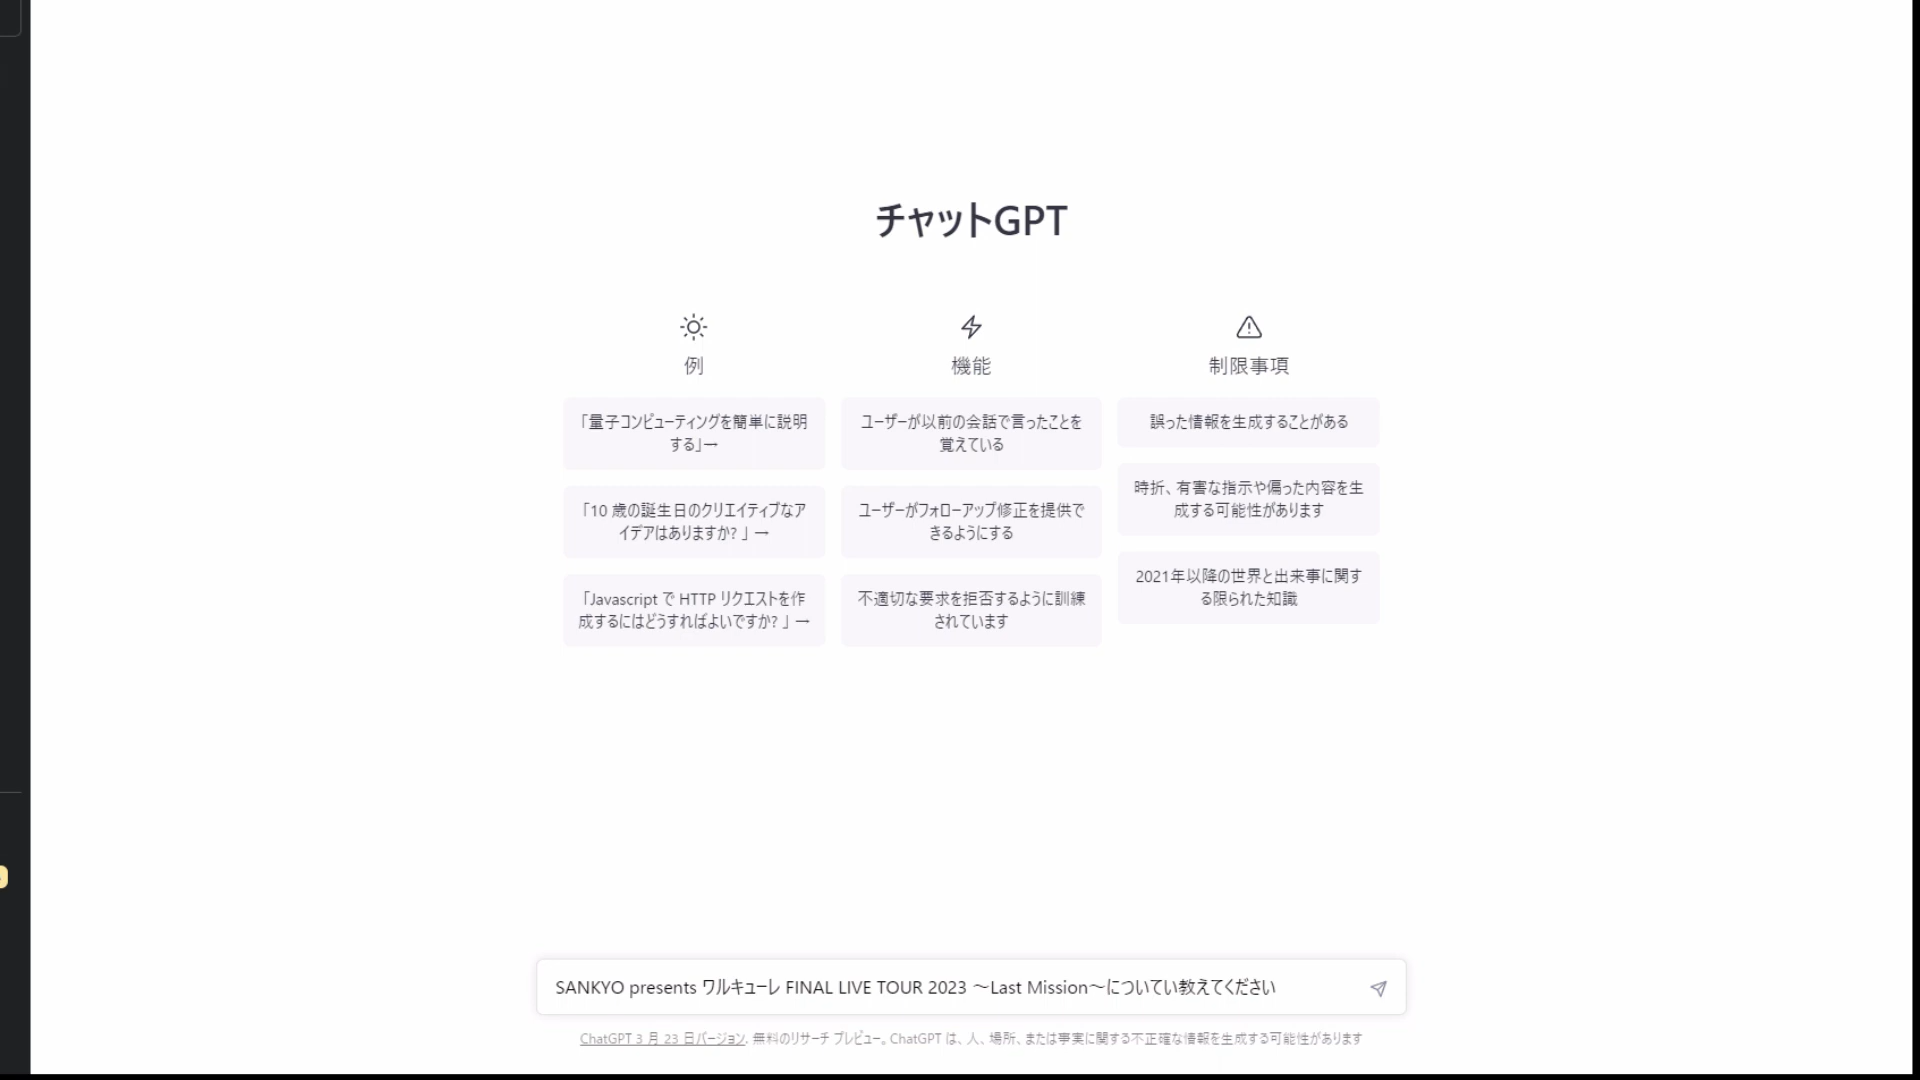 チャットGPT
例
「量子コンピューティングを簡単に説明
する」→
「10 歳の誕生日のクリエイティブなア
イデアはありますか? 」→
「Javascript で HTTP リクエストを作
成するにはどうすればよいですか? 」→
機能
ユーザーが以前の会話で言ったことを
覚えている
ユーザーがフォローアップ修正を提供で
きるようにする
不適切な要求を拒否するように訓練
されています
制限事項
誤った情報を生成することがある
時折、有害な指示や偏った内容を生
成する可能性があります
2021年以降の世界と出来事に関す
る限られた知識
SANKYO presents ワルキューレ FINAL LIVE TOUR 2023 ～Last Mission～についてい教えてください
ChatGPT 3 月 23 日バージョン. 無料のリサーチ プレビュー。ChatGPT は、人、場所、または事実に関する不正確な情報を生成する可能性があります